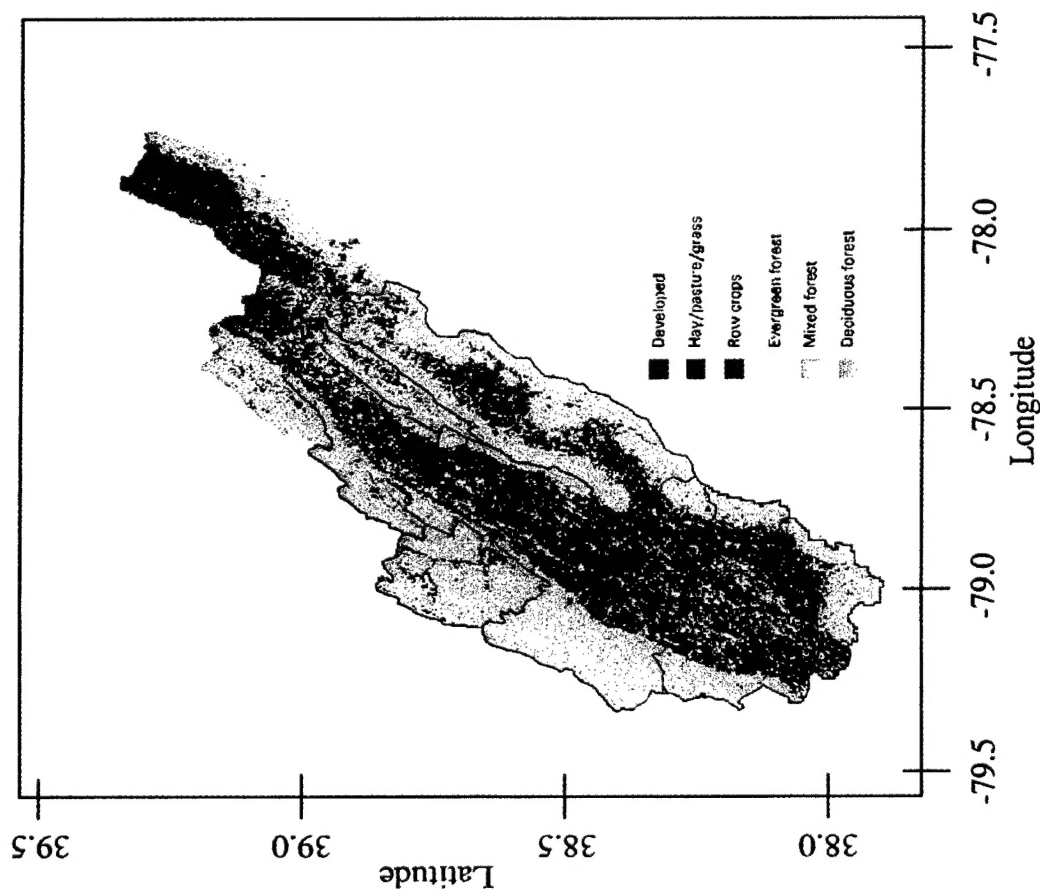 39.5
39.0
38.5
38.0
Latitude
Developed
Hay/pasture/grass
Row crops
Evergreen forest
Mixed forest
Deciduous forest
-79.5
-79.0
-78.5
-78.0
-77.5
Longitude